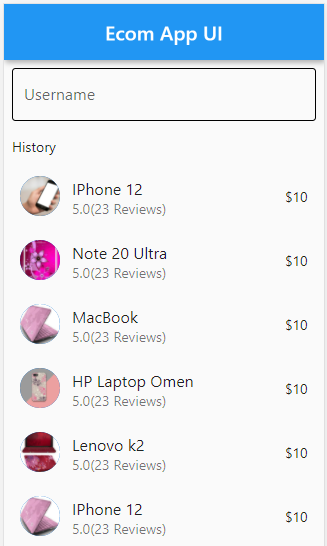 Ecom App UI
Username
History
IPhone 12
$10
5.0(23 Reviews)
Note 20 Ultra
$10
5.0(23 Reviews)
MacBook
$10
5.0(23 Reviews)
HP Laptop Omen
$10
5.0(23 Reviews)
Lenovo k2
$10
5.0(23 Reviews)
IPhone 12
$10
5.0(23 Reviews)